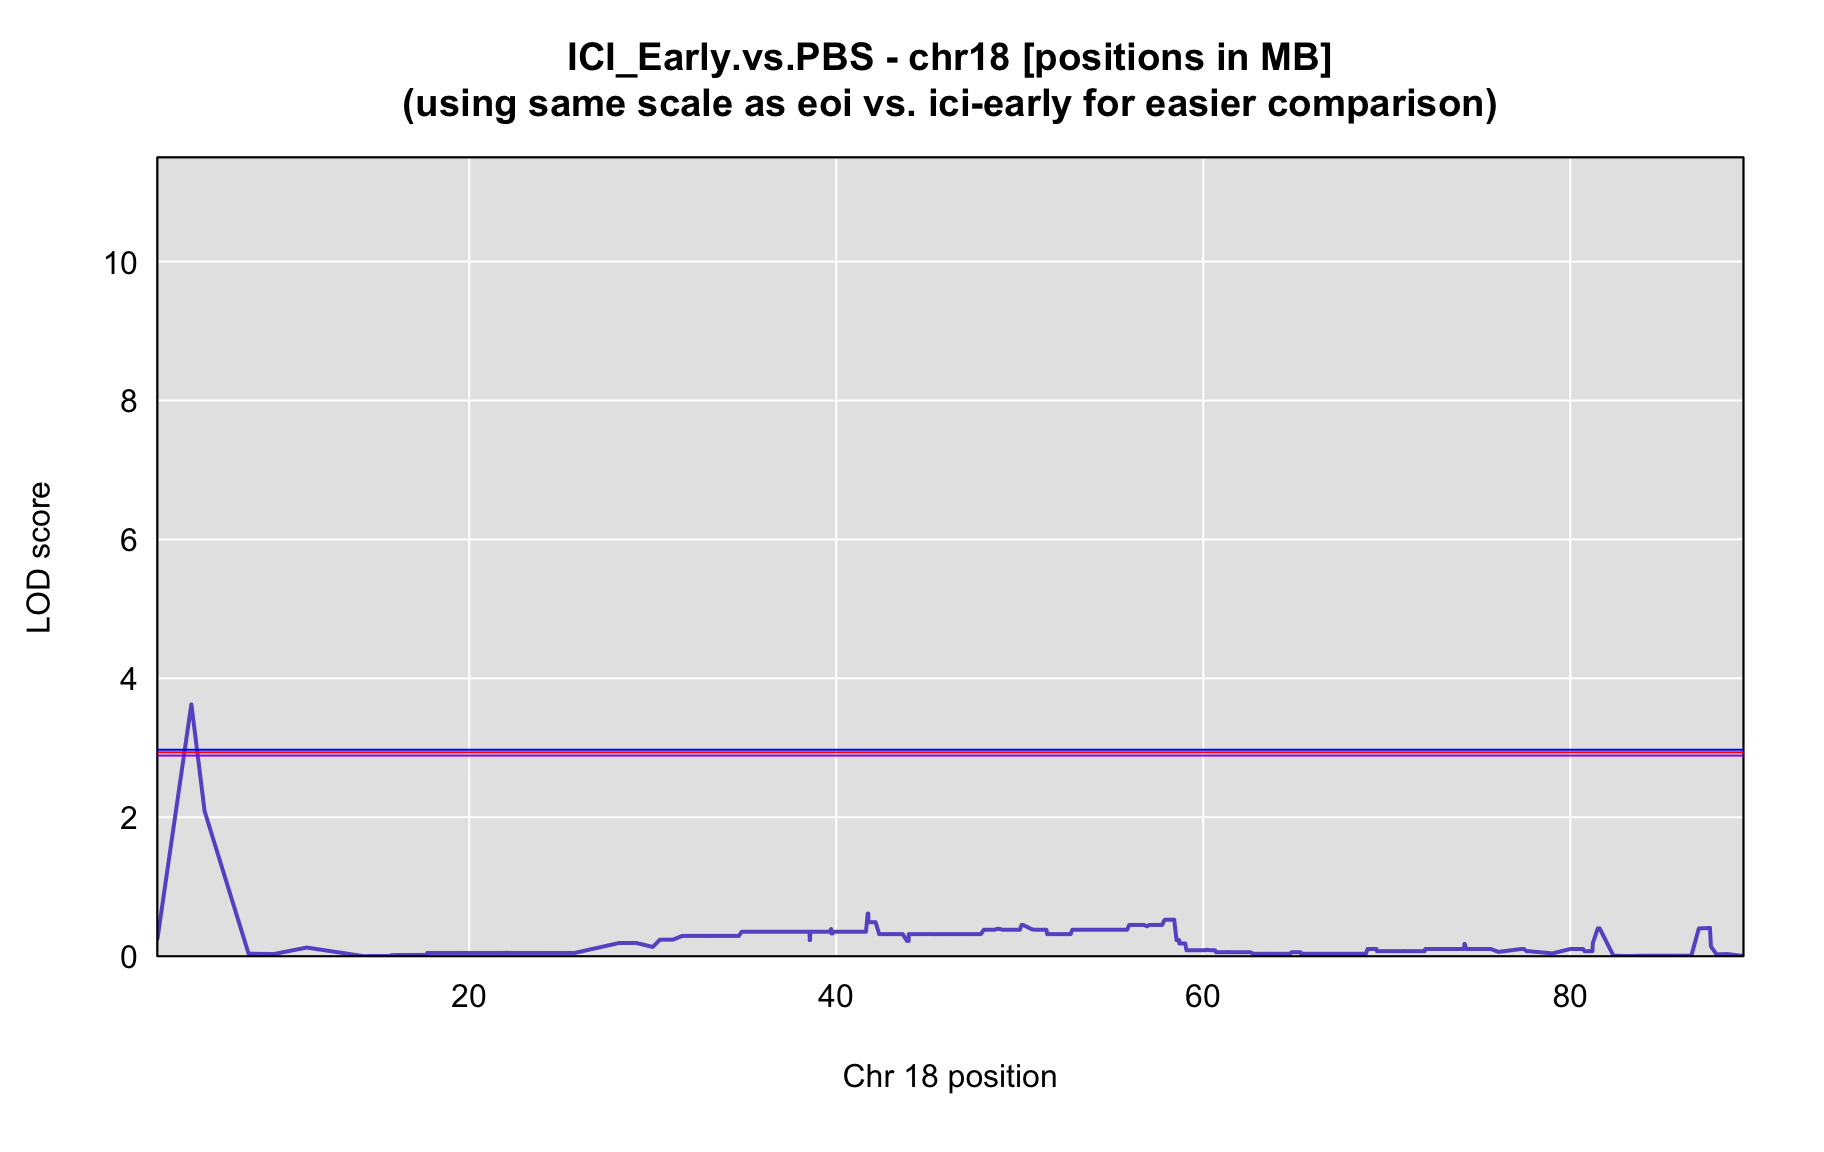 ICI_Early.vs.PBS - chr18 [positions in MB]
(using same scale as eoi vs. ici-early for easier comparison)
10
8
6
4
2
0
LOD score
20 40 60 80
Chr 18 position